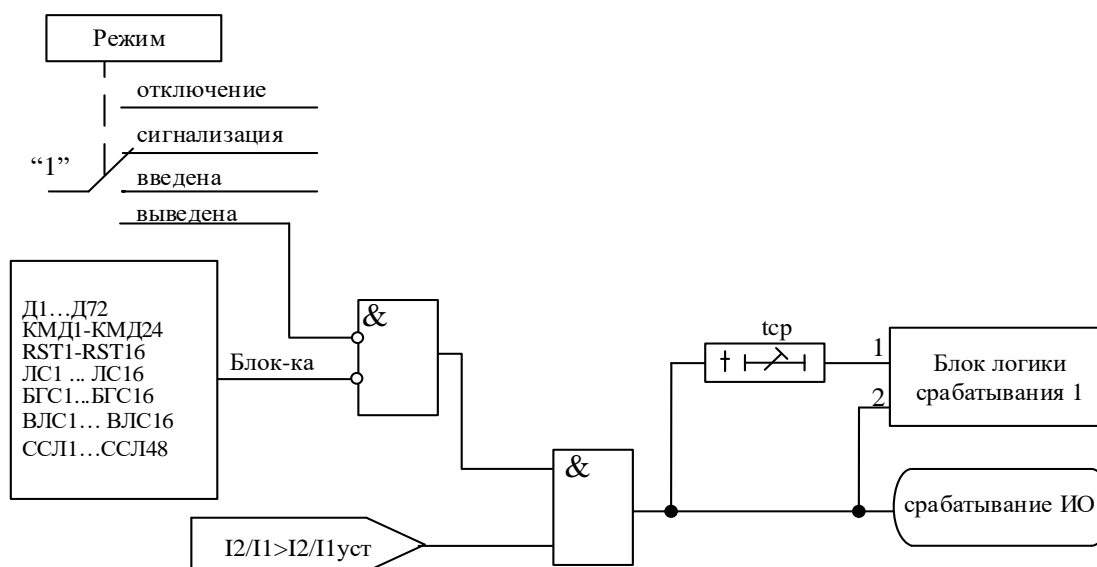 Режим
отключение
сигнализация
“1”
введена
выведена
Д1…Д72
КМД1-КМД24
RST1-RST16
ЛС1 ... ЛС16
БГС1...БГС16
ВЛС1… ВЛС16
ССЛ1…ССЛ48
Блок-ка
&
tср
1
2
Блок логики
срабатывания 1
&
срабатывание ИО
I2/I1>I2/I1уст